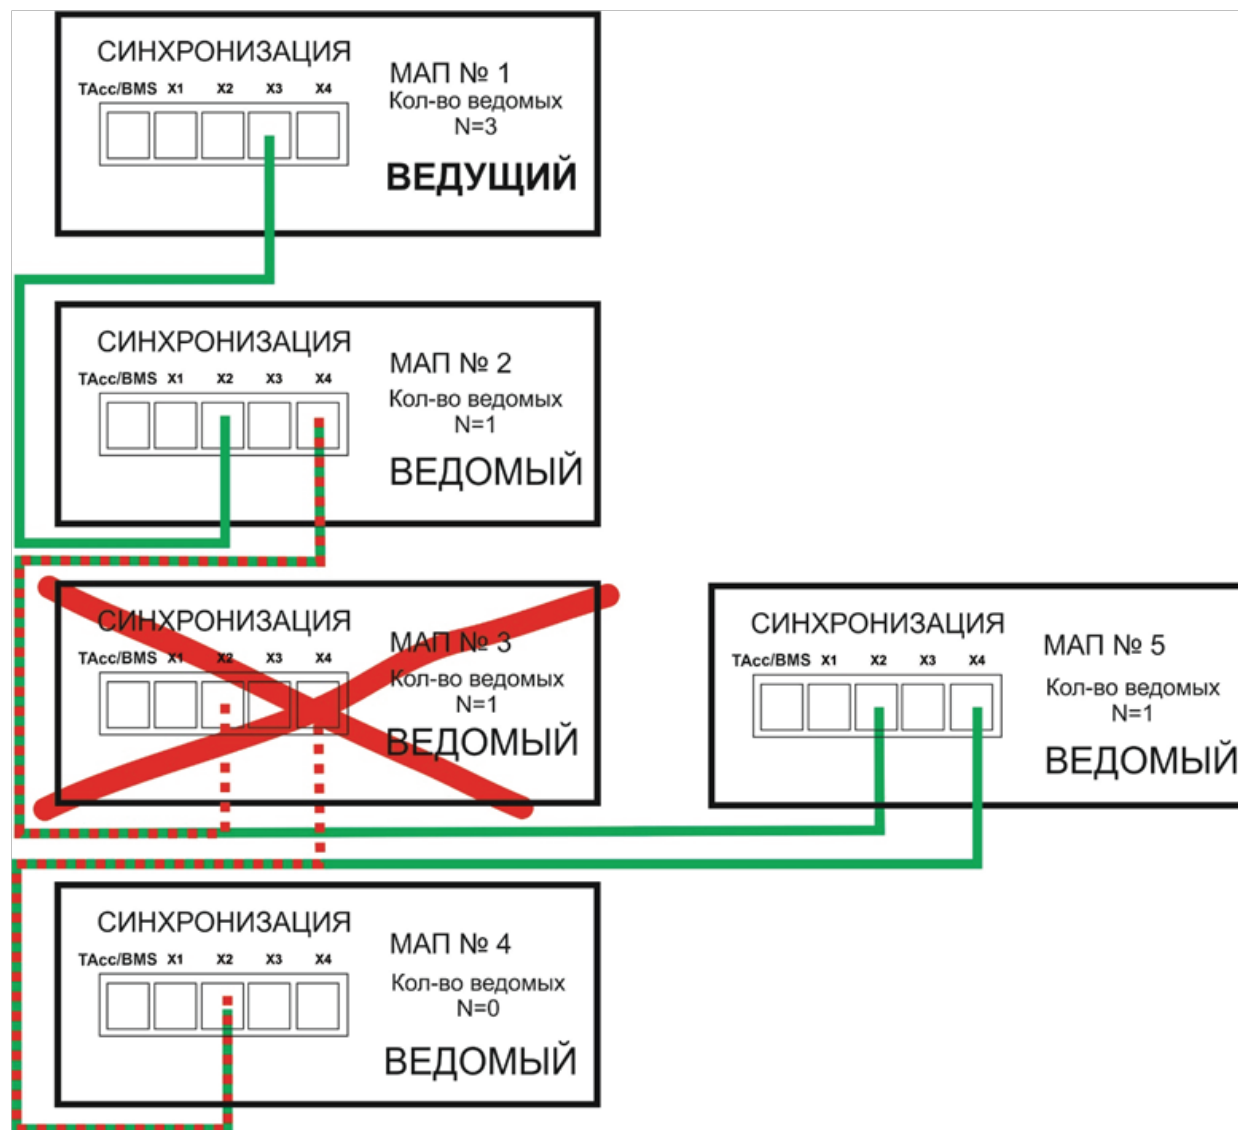 СИНХРОНИЗАЦИЯ
TAcc/BMS X1 X2 X3 X4
МАП № 1
Кол-во ведомых
N=3
ВЕДУЩИЙ
СИНХРОНИЗАЦИЯ
TAcc/BMS X1 X2 X3 X4
МАП № 2
Кол-во ведомых
N=1
ВЕДОМЫЙ
СИНХРОНИЗАЦИЯ
TAcc/BMS X1 X2 X3 X4
МАП № 3
Кол-во ведомых
N=1
ВЕДОМЫЙ
СИНХРОНИЗАЦИЯ
TAcc/BMS X1 X2 X3 X4
МАП № 5
Кол-во ведомых
N=1
ВЕДОМЫЙ
СИНХРОНИЗАЦИЯ
TAcc/BMS X1 X2 X3 X4
МАП № 4
Кол-во ведомых
N=0
ВЕДОМЫЙ